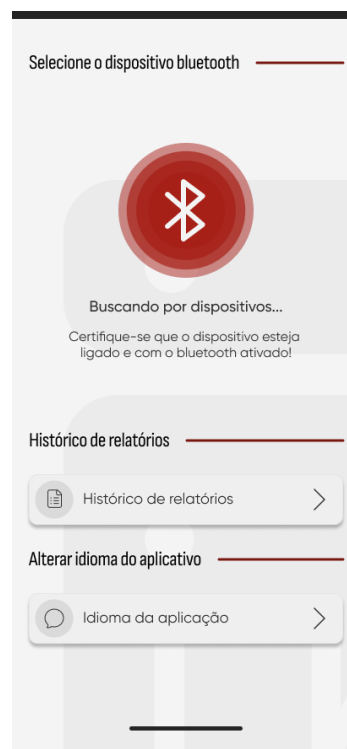 Selecione o dispositivo bluetooth
Buscando por dispositivos...
Certifique-se que o dispositivo esteja
ligado e com o bluetooth ativado!
Histórico de relatórios
Histórico de relatórios
Alterar idioma do aplicativo
Idioma da aplicação